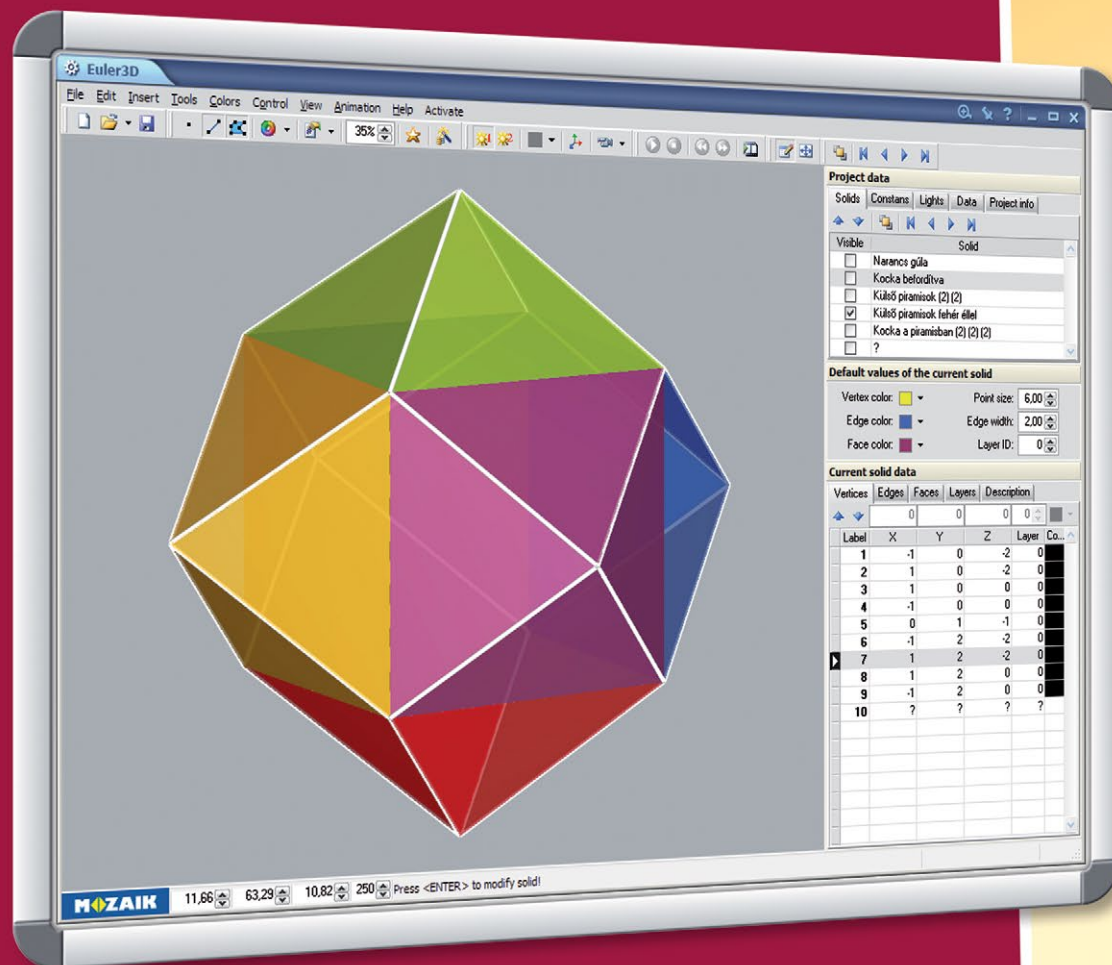 Euler3D
File Edit Insert Tools Colors Control View Animation Help Activate
35%
Project data
Solids Constans Lights Data Project info
Visible Solid
Narancs gúla
Kocka befordítva
Külső piramisok (2) (2)
Külső piramisok fehér éllel
Kocka a piramisban (2) (2) (2)
?
Default values of the current solid
Vertex color: Point size: 6,00
Edge color: Edge width: 2,00
Face color: Layer ID: 0
Current solid data
Vertices Edges Faces Layers Description
0 0 0 0
Label X Y Z Layer Co...
1 -1 0 -2 0
2 1 0 -2 0
3 1 0 0 0
4 -1 0 0 0
5 0 1 -1 0
6 -1 2 -2 0
7 1 2 -2 0
8 1 2 0 0
9 -1 2 0 0
10 ? ? ? ?
MOZAIK 11,66 63,29 10,82 250 Press <ENTER> to modify solid!